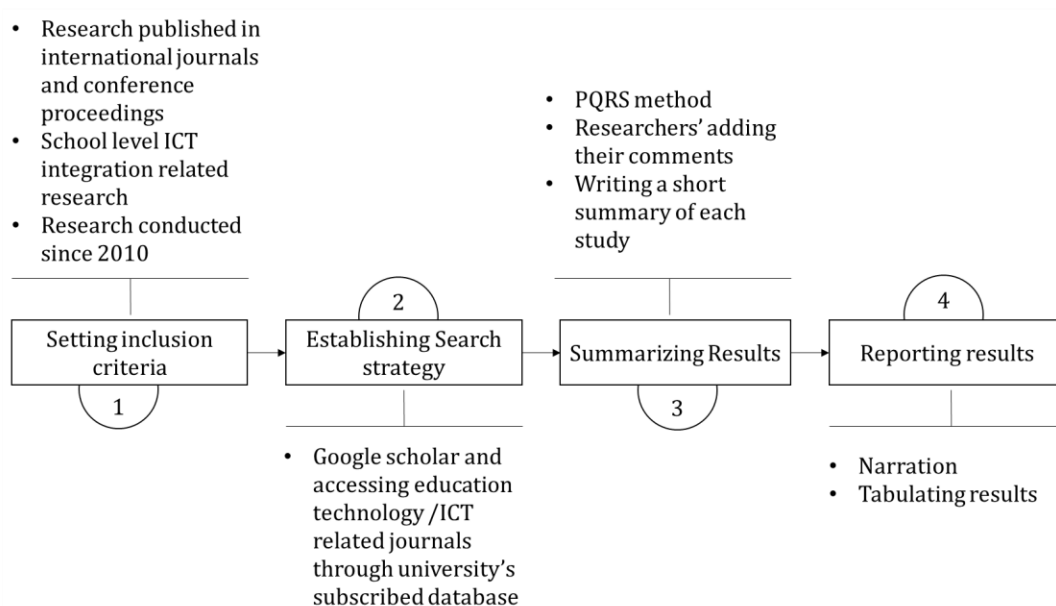 • Research published in
international journals
and conference
proceedings
• School level ICT
integration related
research
• Research conducted
since 2010
Setting inclusion
criteria
1
2
Establishing Search
strategy
• Google scholar and
accessing education
technology /ICT
related journals
through university’s
subscribed database
• PQRS method
• Researchers’ adding
their comments
• Writing a short
summary of each
study
Summarizing Results
3
4
Reporting results
• Narration
• Tabulating results